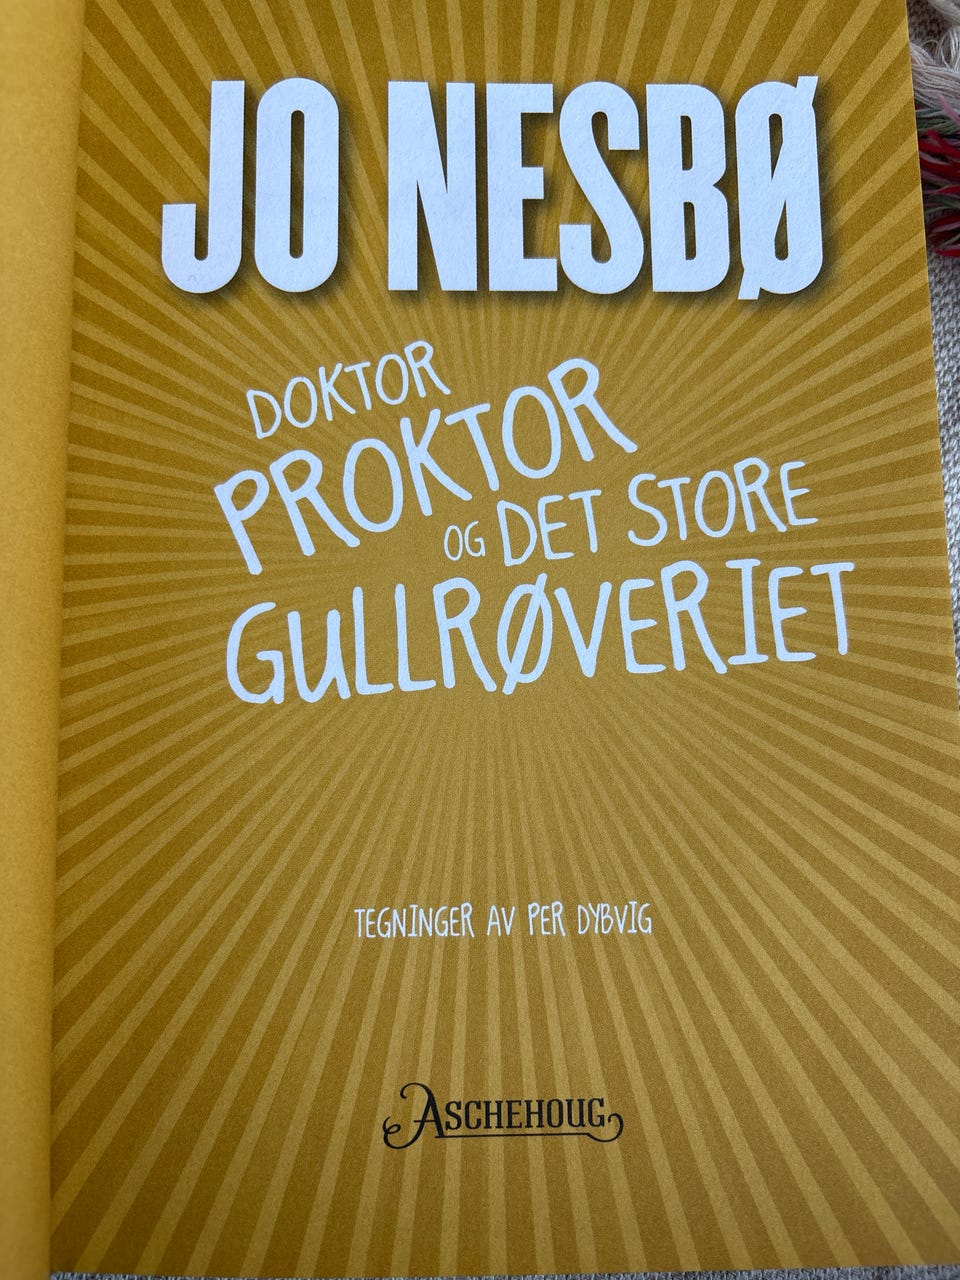 JO NESBØ
DOKTOR
PROKTOR
OG DET STORE
GULLRØVERIET
TEGNINGER AV PER DYBVIG
ASCHEHOUG